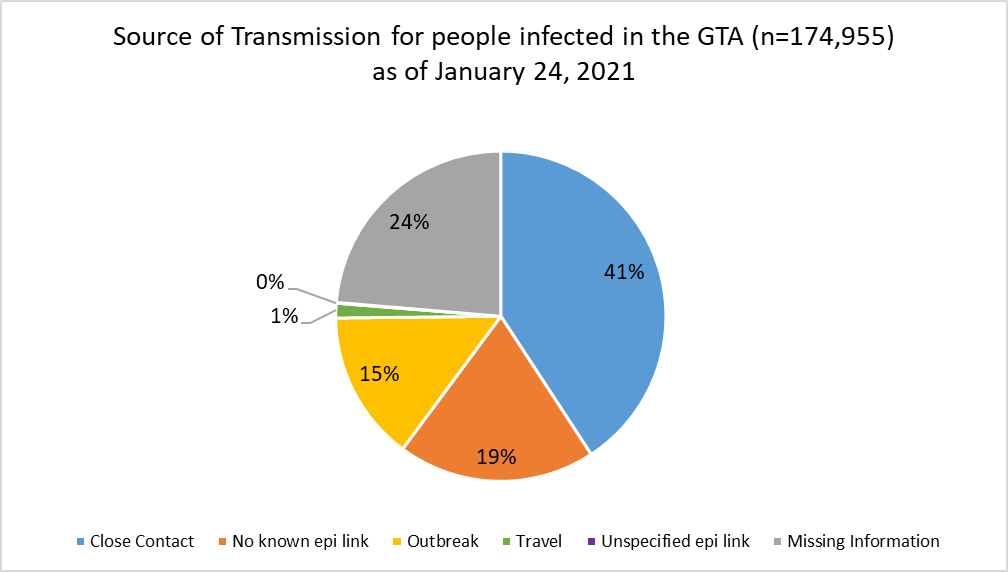 Source of Transmission for people infected in the GTA (n=174,955)
as of January 24, 2021
24%
41%
0%
1%
15%
19%
Close Contact
No known epi link
Outbreak
Travel
Unspecified epi link
Missing Information